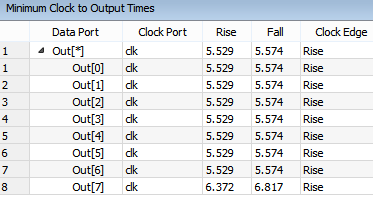 Minimum Clock to Output Times
Data Port Clock Port Rise Fall Clock Edge
1 Out[*] clk 5.529 5.574 Rise
1 Out[0] clk 5.529 5.574 Rise
2 Out[1] clk 5.529 5.574 Rise
3 Out[2] clk 5.529 5.574 Rise
4 Out[3] clk 5.529 5.574 Rise
5 Out[4] clk 5.529 5.574 Rise
6 Out[5] clk 5.529 5.574 Rise
7 Out[6] clk 5.529 5.574 Rise
8 Out[7] clk 6.372 6.817 Rise